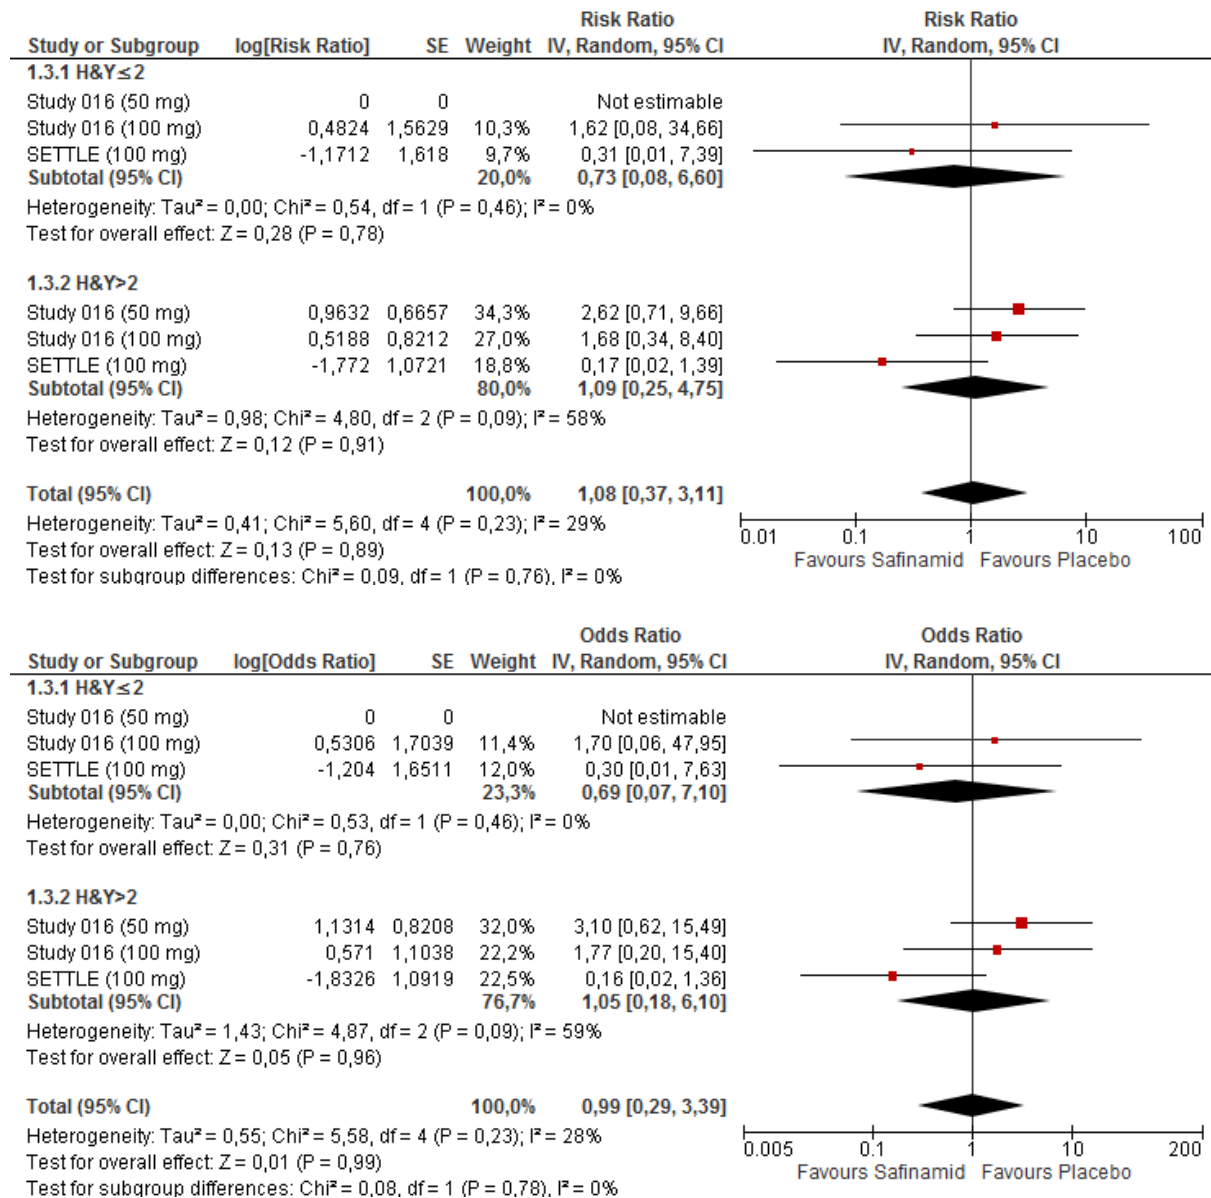 Risk Ratio Risk Ratio
Study or Subgroup log[Risk Ratio] SE Weight IV, Random, 95% CI IV, Random, 95% CI
1.3.1 H&Y≤2
Study 016 (50 mg) 0 0 Not estimable
Study 016 (100 mg) 0,4824 1,5629 10,3% 1,62 [0,08, 34,66]
SETTLE (100 mg) -1,1712 1,618 9,7% 0,31 [0,01, 7,39]
Subtotal (95% CI) 20,0% 0,73 [0,08, 6,60]
Heterogeneity: Tau² = 0,00; Chi² = 0,54, df = 1 (P = 0,46); I² = 0%
Test for overall effect: Z = 0,28 (P = 0,78)
1.3.2 H&Y>2
Study 016 (50 mg) 0,9632 0,6657 34,3% 2,62 [0,71, 9,66]
Study 016 (100 mg) 0,5188 0,8212 27,0% 1,68 [0,34, 8,40]
SETTLE (100 mg) -1,772 1,0721 18,8% 0,17 [0,02, 1,39]
Subtotal (95% CI) 80,0% 1,09 [0,25, 4,75]
Heterogeneity: Tau² = 0,98; Chi² = 4,80, df = 2 (P = 0,09); I² = 58%
Test for overall effect: Z = 0,12 (P = 0,91)
Total (95% CI) 100,0% 1,08 [0,37, 3,11]
Heterogeneity: Tau² = 0,41; Chi² = 5,60, df = 4 (P = 0,23); I² = 29%
Test for overall effect: Z = 0,13 (P = 0,89)
Test for subgroup differences: Chi² = 0,09, df = 1 (P = 0,76), I² = 0%
0.01 0.1 1 10 100
Favours Safinamid Favours Placebo
Odds Ratio Odds Ratio
Study or Subgroup log[Odds Ratio] SE Weight IV, Random, 95% CI IV, Random, 95% CI
1.3.1 H&Y≤2
Study 016 (50 mg) 0 0 Not estimable
Study 016 (100 mg) 0,5306 1,7039 11,4% 1,70 [0,06, 47,95]
SETTLE (100 mg) -1,204 1,6511 12,0% 0,30 [0,01, 7,63]
Subtotal (95% CI) 23,3% 0,69 [0,07, 7,10]
Heterogeneity: Tau² = 0,00; Chi² = 0,53, df = 1 (P = 0,46); I² = 0%
Test for overall effect: Z = 0,31 (P = 0,76)
1.3.2 H&Y>2
Study 016 (50 mg) 1,1314 0,8208 32,0% 3,10 [0,62, 15,49]
Study 016 (100 mg) 0,571 1,1038 22,2% 1,77 [0,20, 15,40]
SETTLE (100 mg) -1,8326 1,0919 22,5% 0,16 [0,02, 1,36]
Subtotal (95% CI) 76,7% 1,05 [0,18, 6,10]
Heterogeneity: Tau² = 1,43; Chi² = 4,87, df = 2 (P = 0,09); I² = 59%
Test for overall effect: Z = 0,05 (P = 0,96)
Total (95% CI) 100,0% 0,99 [0,29, 3,39]
Heterogeneity: Tau² = 0,55; Chi² = 5,58, df = 4 (P = 0,23); I² = 28%
Test for overall effect: Z = 0,01 (P = 0,99)
Test for subgroup differences: Chi² = 0,08, df = 1 (P = 0,78), I² = 0%
0.005 0.1 1 10 200
Favours Safinamid Favours Placebo